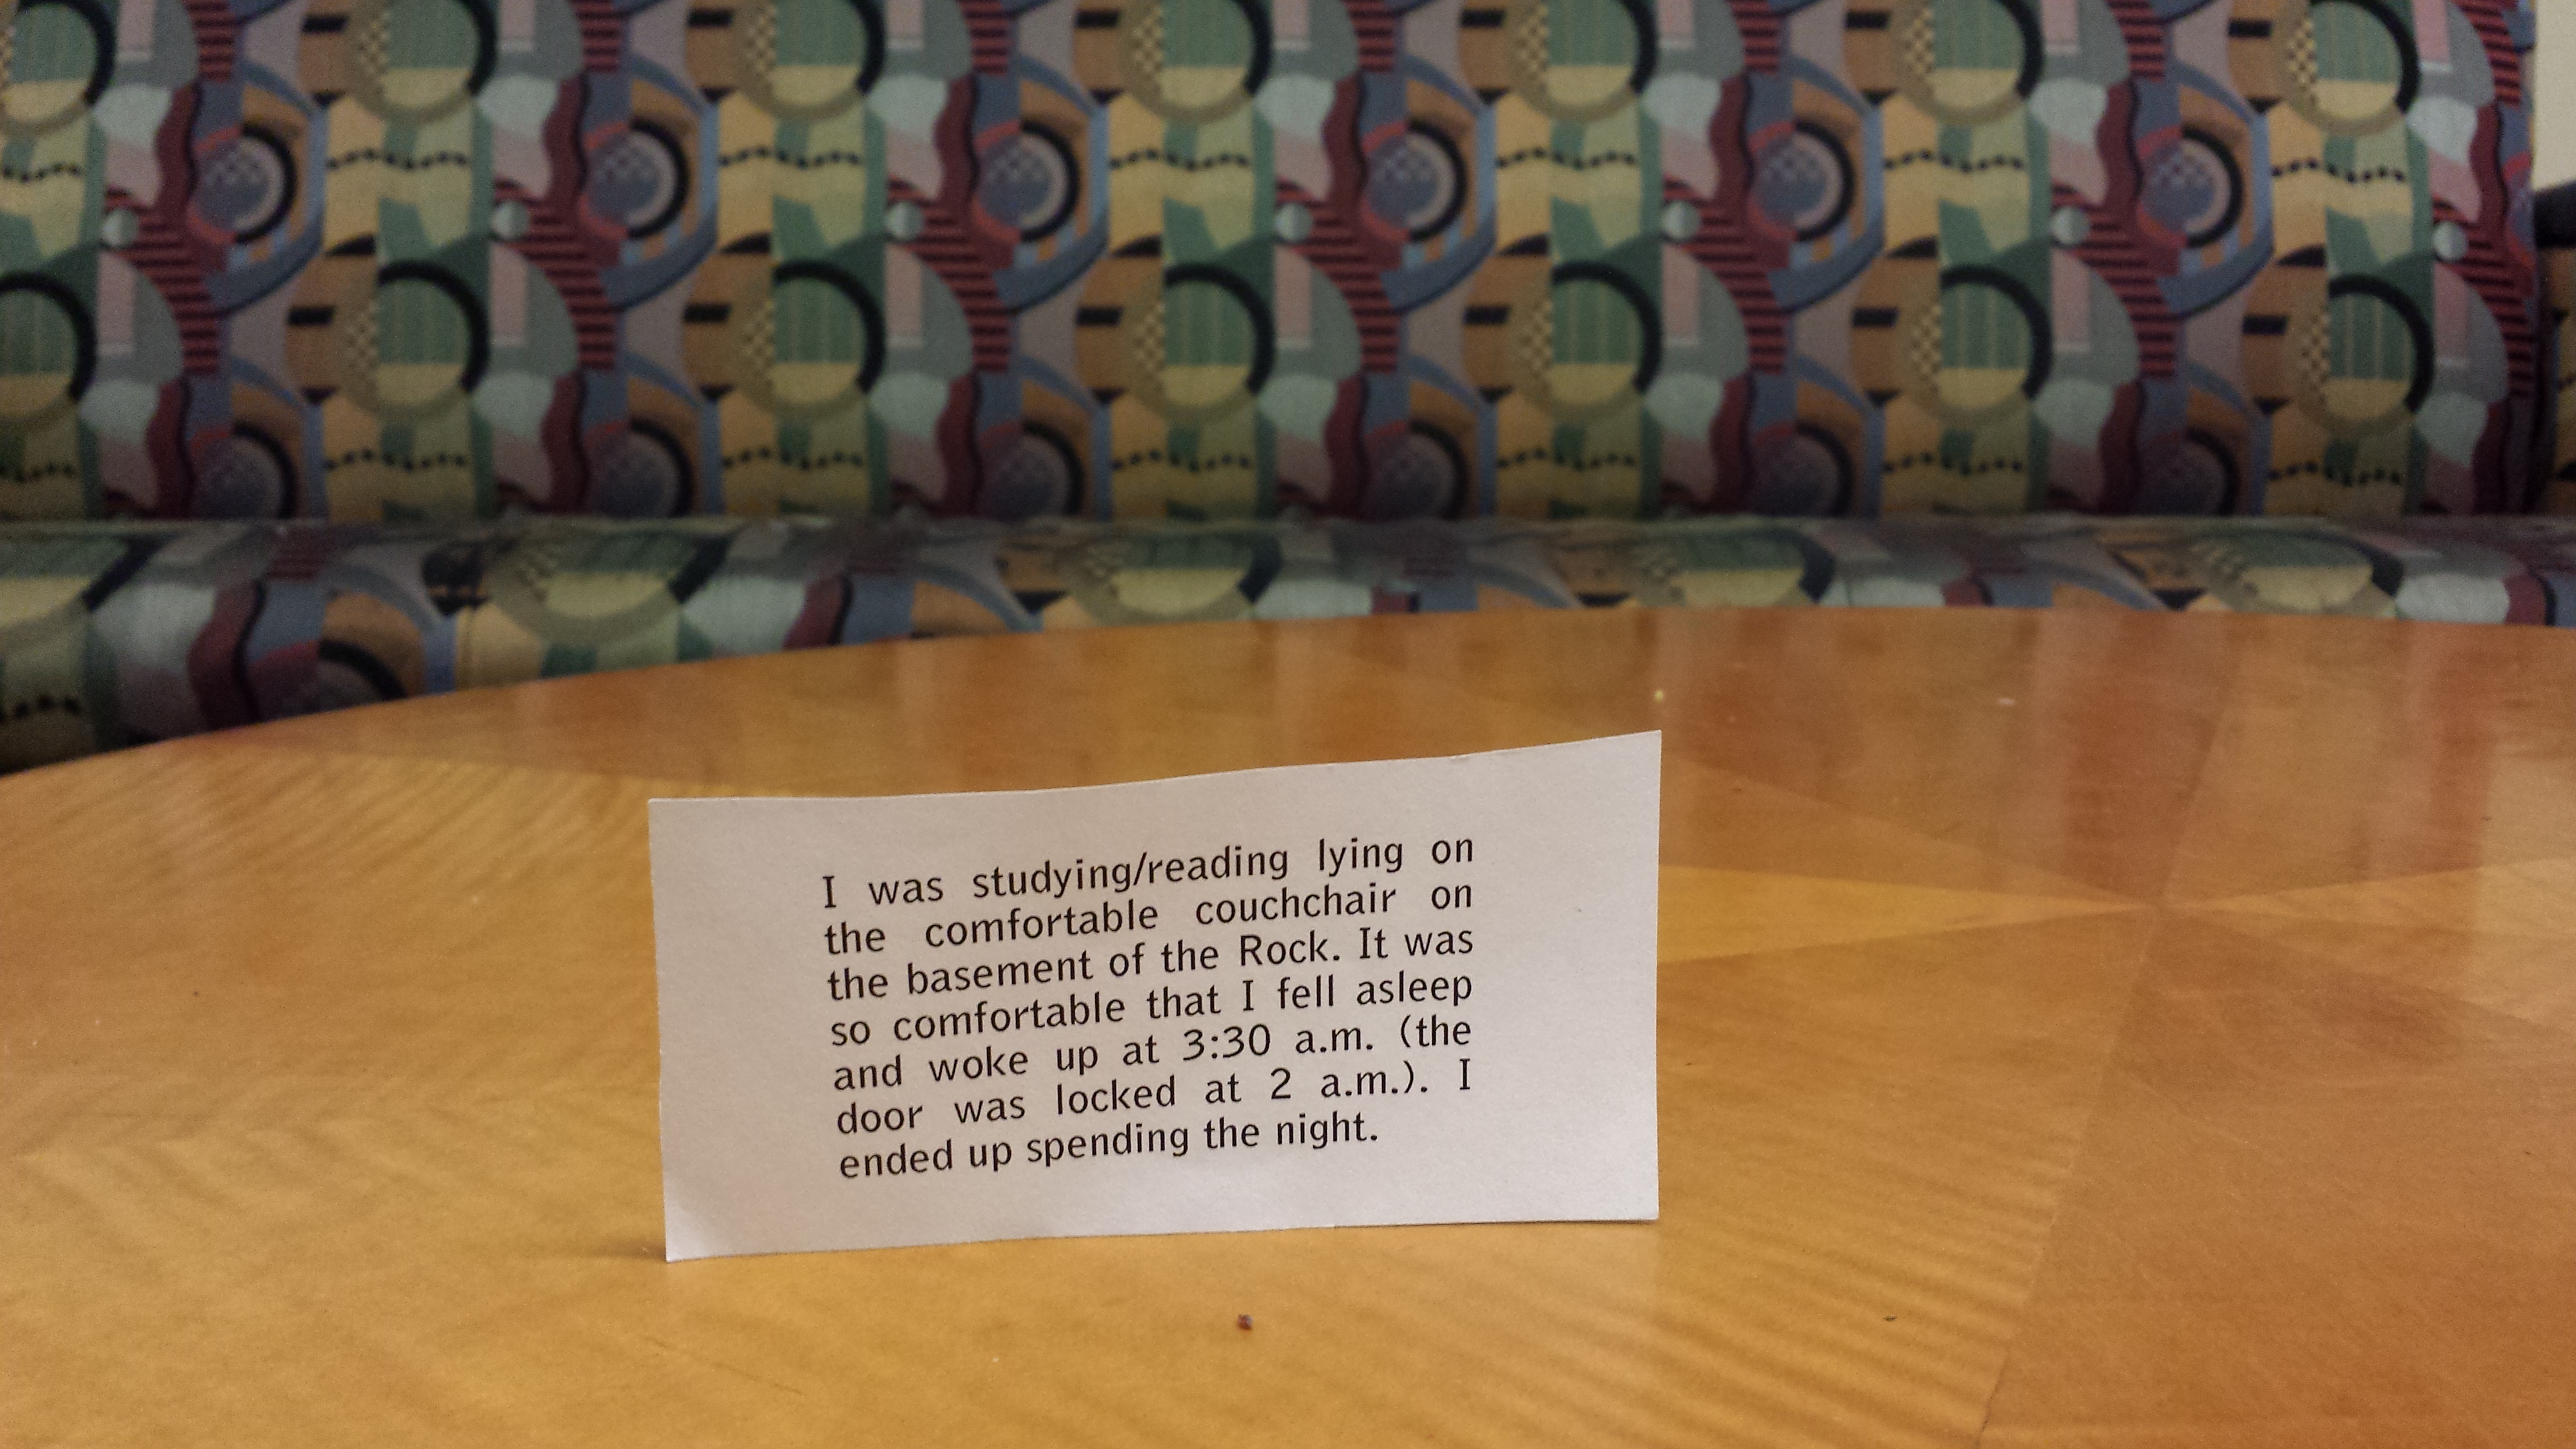 I was studying/reading lying on
the comfortable couchchair on
the basement of the Rock. It was
so comfortable that I fell asleep
and woke up at 3:30 a.m. (the
door was locked at 2 a.m.). I
ended up spending the night.